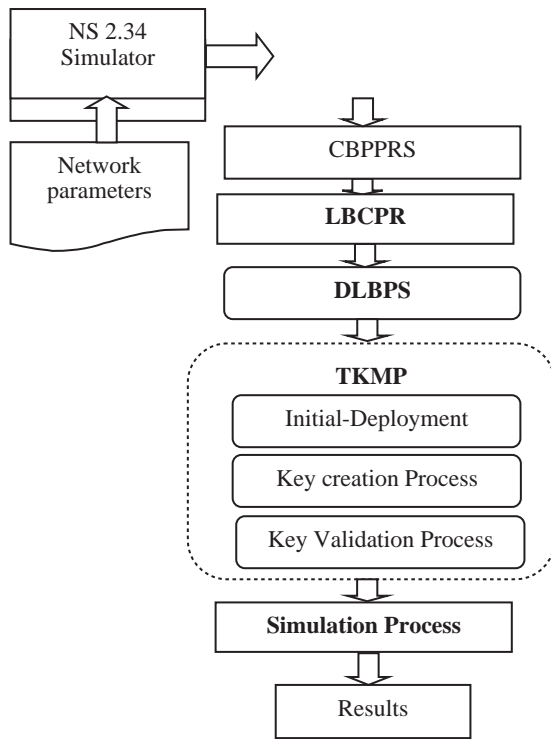 NS 2.34
Simulator
Network
parameters
CBPPRS
LBCPR
DLBPS
TKMP
Initial-Deployment
Key creation Process
Key Validation Process
Simulation Process
Results